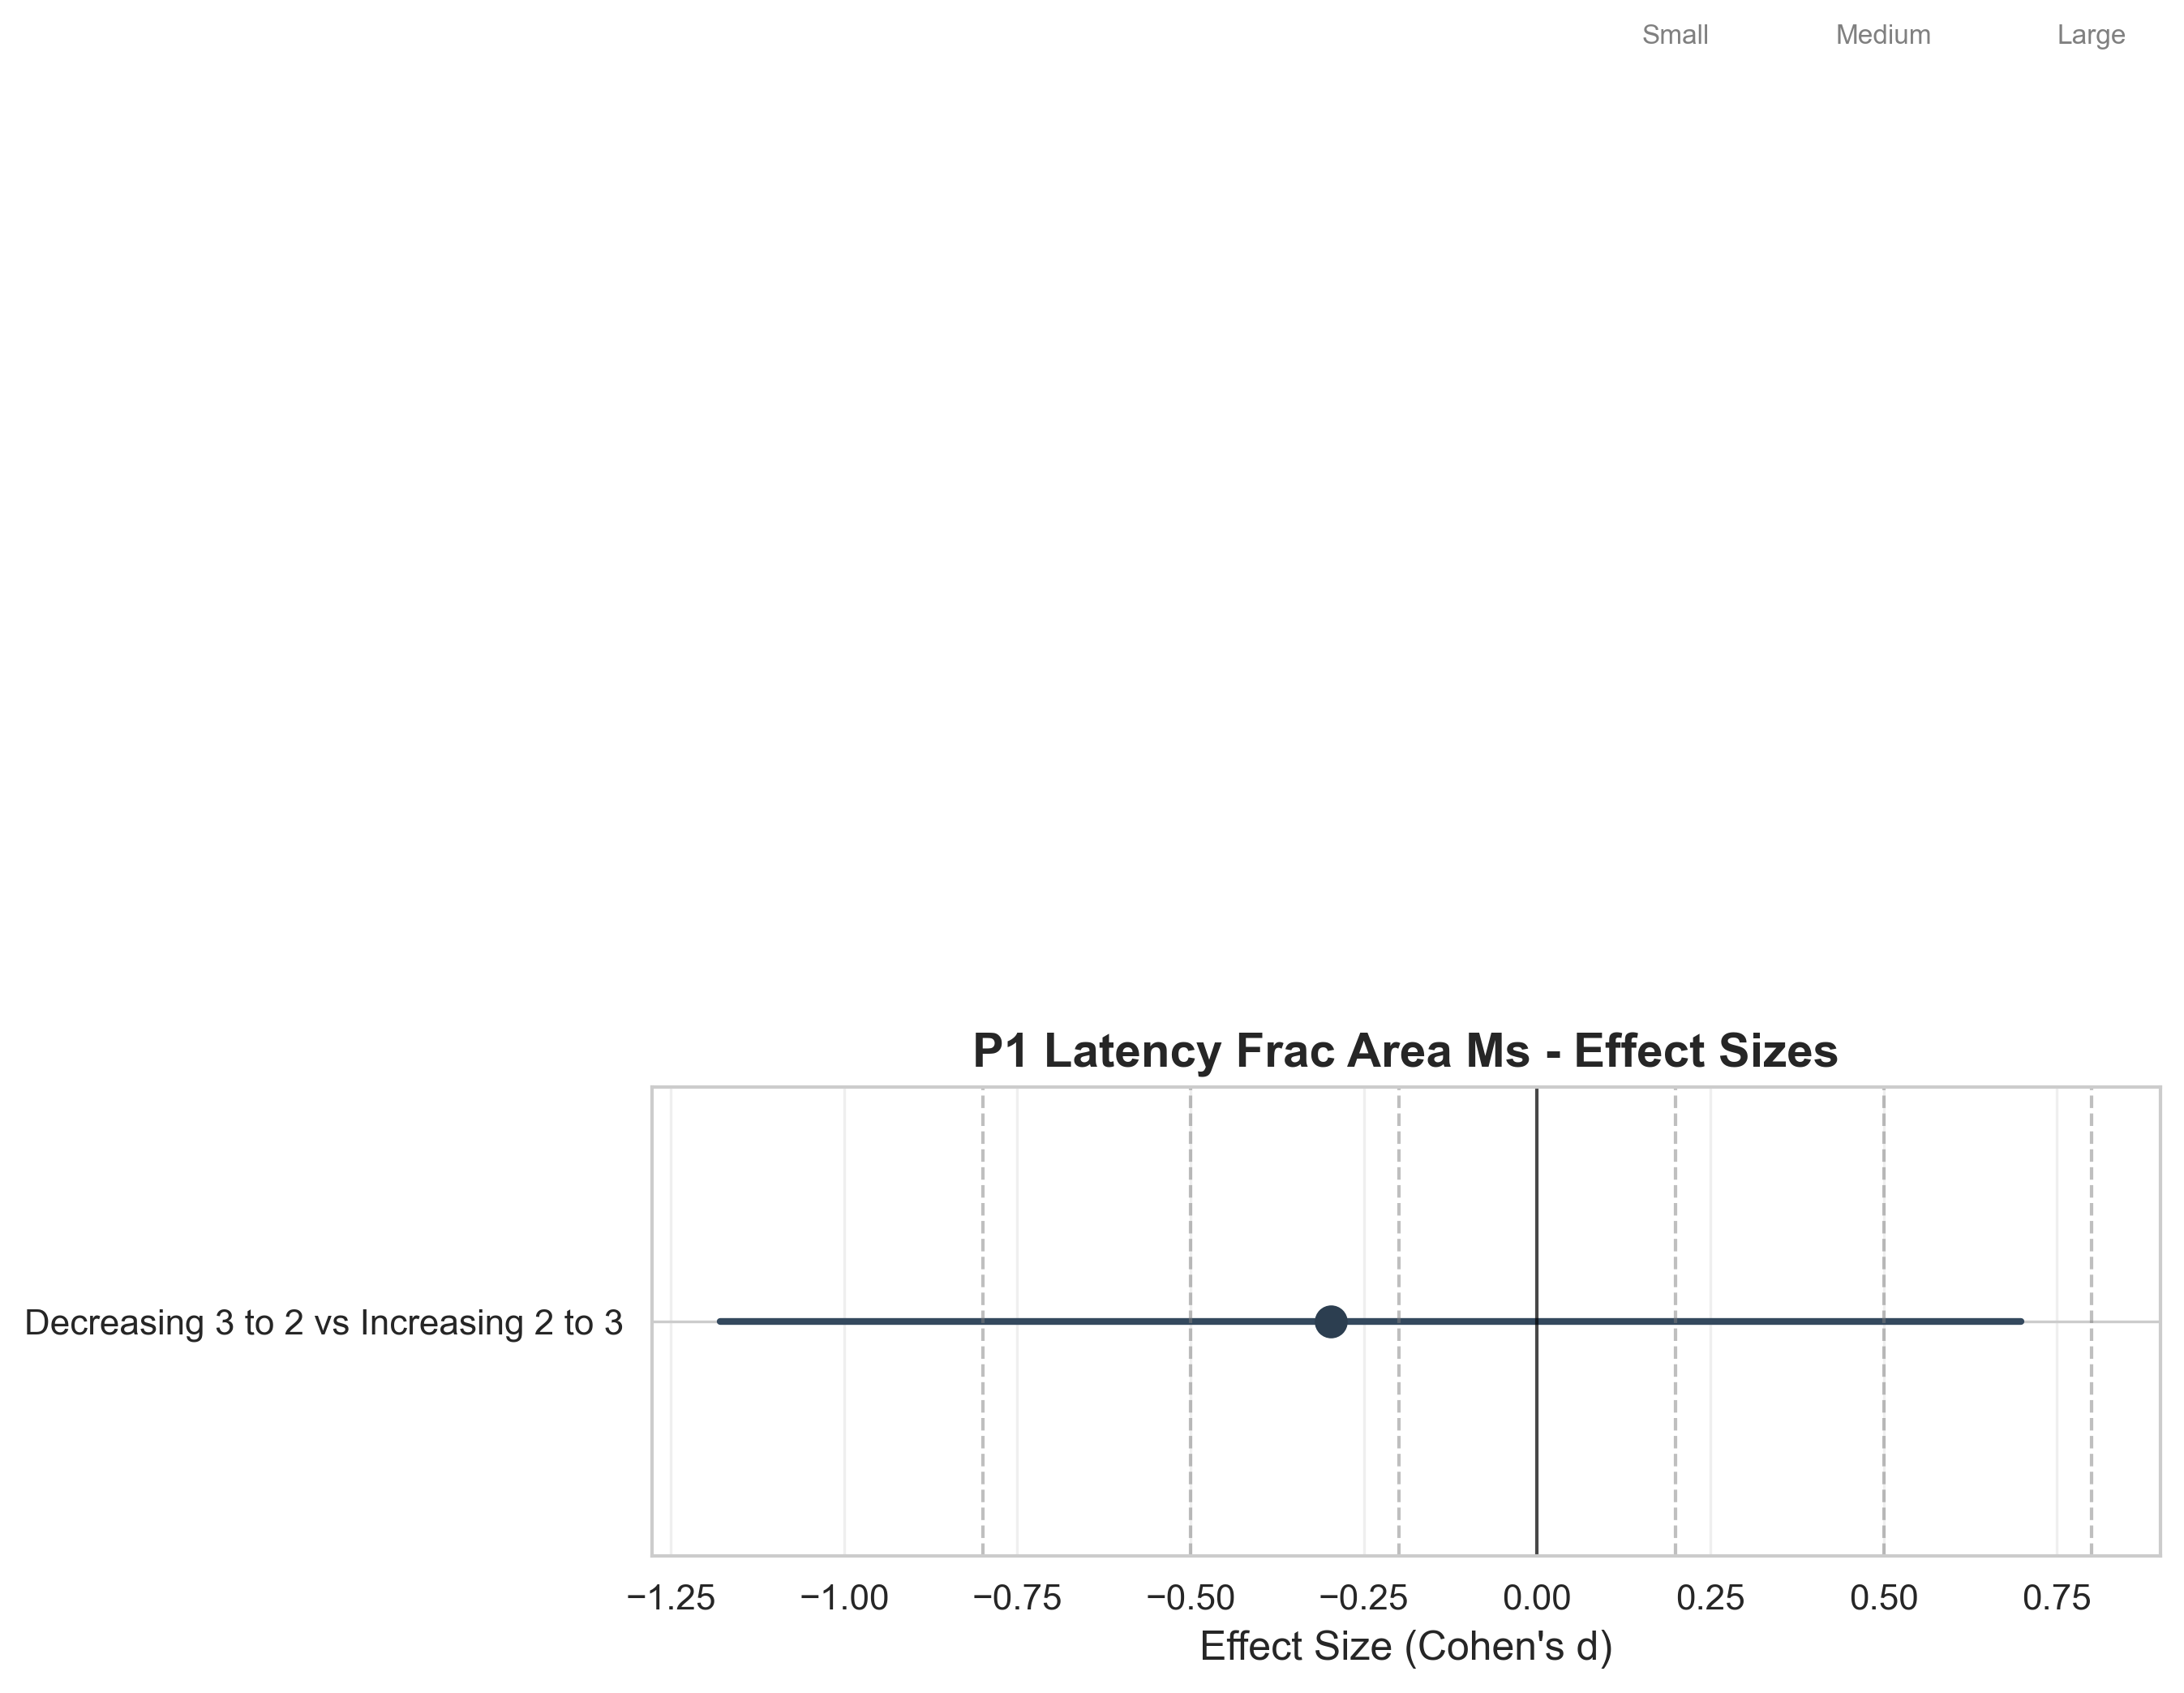 Small Medium Large
P1 Latency Frac Area Ms - Effect Sizes
Decreasing 3 to 2 vs Increasing 2 to 3
−1.25 −1.00 −0.75 −0.50 −0.25 0.00 0.25 0.50 0.75
Effect Size (Cohen's d)